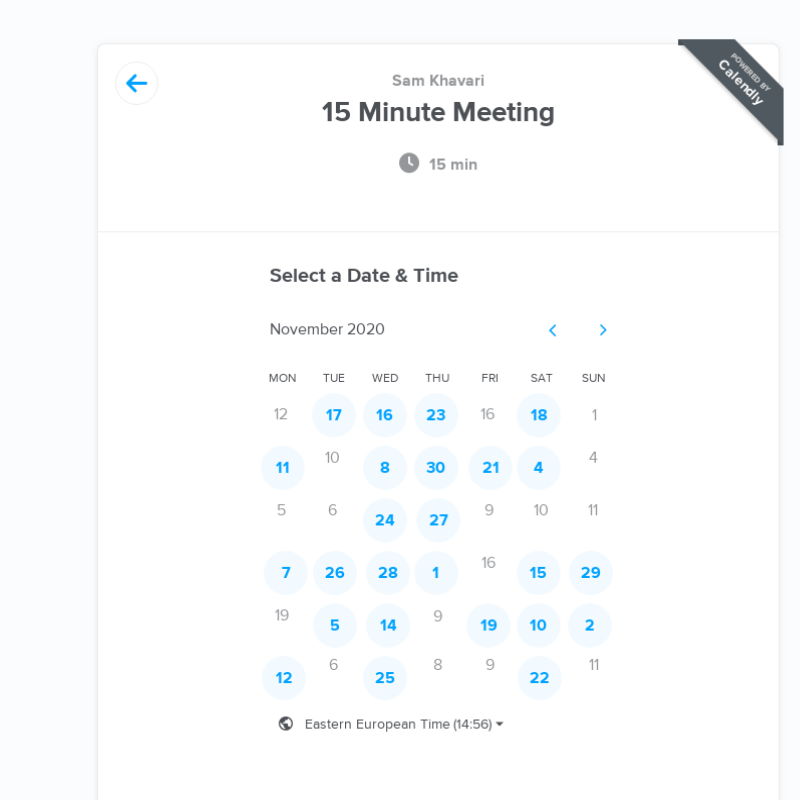 POWERED BY
Calendly
Sam Khavari
15 Minute Meeting
15 min
Select a Date & Time
November 2020
MON TUE WED THU FRI SAT SUN
12 17 16 23 16 18 1
11 10 8 30 21 4 4
5 6 24 27 9 10 11
7 26 28 1 16 15 29
19 5 14 9 19 10 2
12 6 25 8 9 22 11
Eastern European Time (14:56)